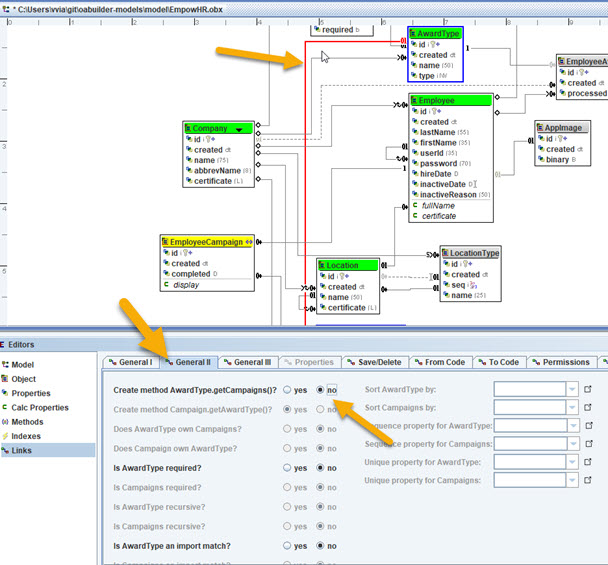 * C:\Users\vvia\git\oabuilder-models\model\EmpowHR.obx
required b
AwardType
id
created dt
name (50)
type iNV
EmployeeA
id
created dt
processed
Employee
id
created dt
lastName (55)
firstName (35)
userId (35)
password (70)
hireDate D
inactiveDate D
inactiveReason (50)
fullName
certificate
AppImage
id
created dt
binary B
Company
id
created dt
name (75)
abbrevName (8)
certificate (L)
EmployeeCampaign
id
created dt
completed D
display
Location
id
created dt
name (50)
certificate (L)
LocationType
id
created dt
seq
name (25)
Editors
Model
Object
Properties
Calc Properties
Methods
Indexes
Links
General I
General II
General III
Properties
Save/Delete
From Code
To Code
Permissions
Create method AwardType.getCampaigns()? yes no
Create method Campaign.getAwardType()? yes no
Does AwardType own Campaigns? yes no
Does Campaign own AwardType? yes no
Is AwardType required? yes no
Is Campaigns required? yes no
Is AwardType recursive? yes no
Is Campaigns recursive? yes no
Is AwardType an import match? yes no
Is Campaigns an import match? yes no
Sort AwardType by:
Sort Campaigns by:
Sequence property for AwardType:
Sequence property for Campaigns:
Unique property for AwardType:
Unique property for Campaigns: